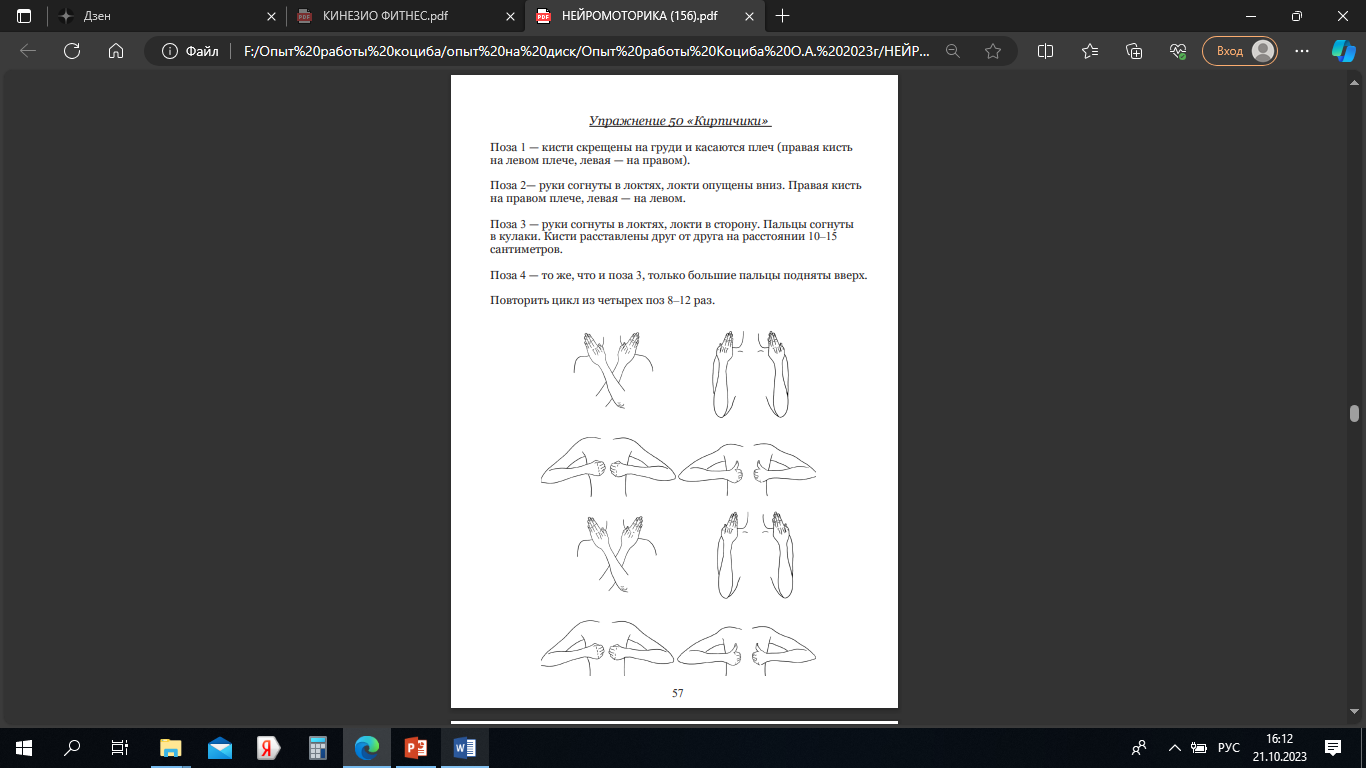 Дзен
КИНЕЗИО ФИТНЕС.pdf
НЕЙРОМОТОРИКА (156).pdf
Файл
F:/Опыт%20работы%20коциба/опыт%20на%20диск/Опыт%20работы%20Коциба%20О.А.%202023г/НЕЙР...
Вход
Упражнение 50 «Кирпичики»
Поза 1 — кисти скрещены на груди и касаются плеч (правая кисть
на левом плече, левая — на правом).
Поза 2— руки согнуты в локтях, локти опущены вниз. Правая кисть
на правом плече, левая — на левом.
Поза 3 — руки согнуты в локтях, локти в сторону. Пальцы согнуты
в кулаки. Кисти расставлены друг от друга на расстоянии 10–15
сантиметров.
Поза 4 — то же, что и поза 3, только большие пальцы подняты вверх.
Повторить цикл из четырех поз 8–12 раз.
57
РУС
16:12
21.10.2023